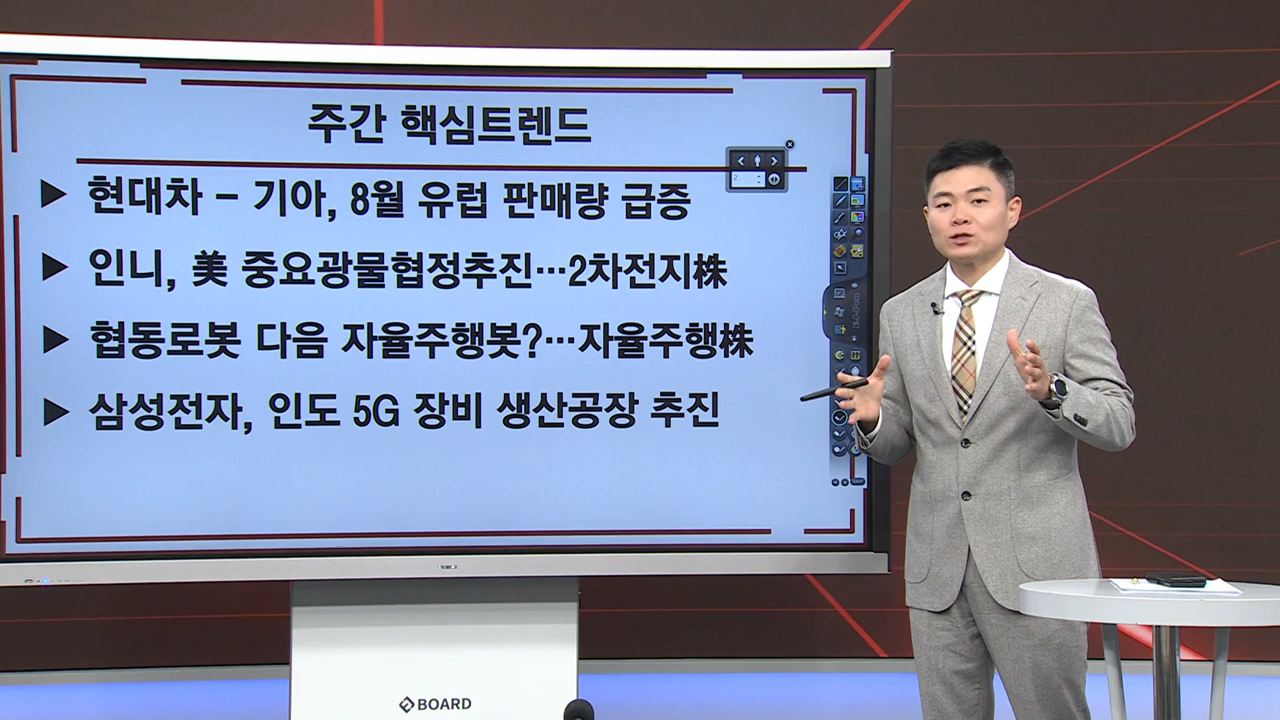 주간 핵심트렌드
▶ 현대차 - 기아, 8월 유럽 판매량 급증
▶ 인니, 美 중요광물협정추진…2차전지株
▶ 협동로봇 다음 자율주행봇?…자율주행株
▶ 삼성전자, 인도 5G 장비 생산공장 추진
2
BOARD